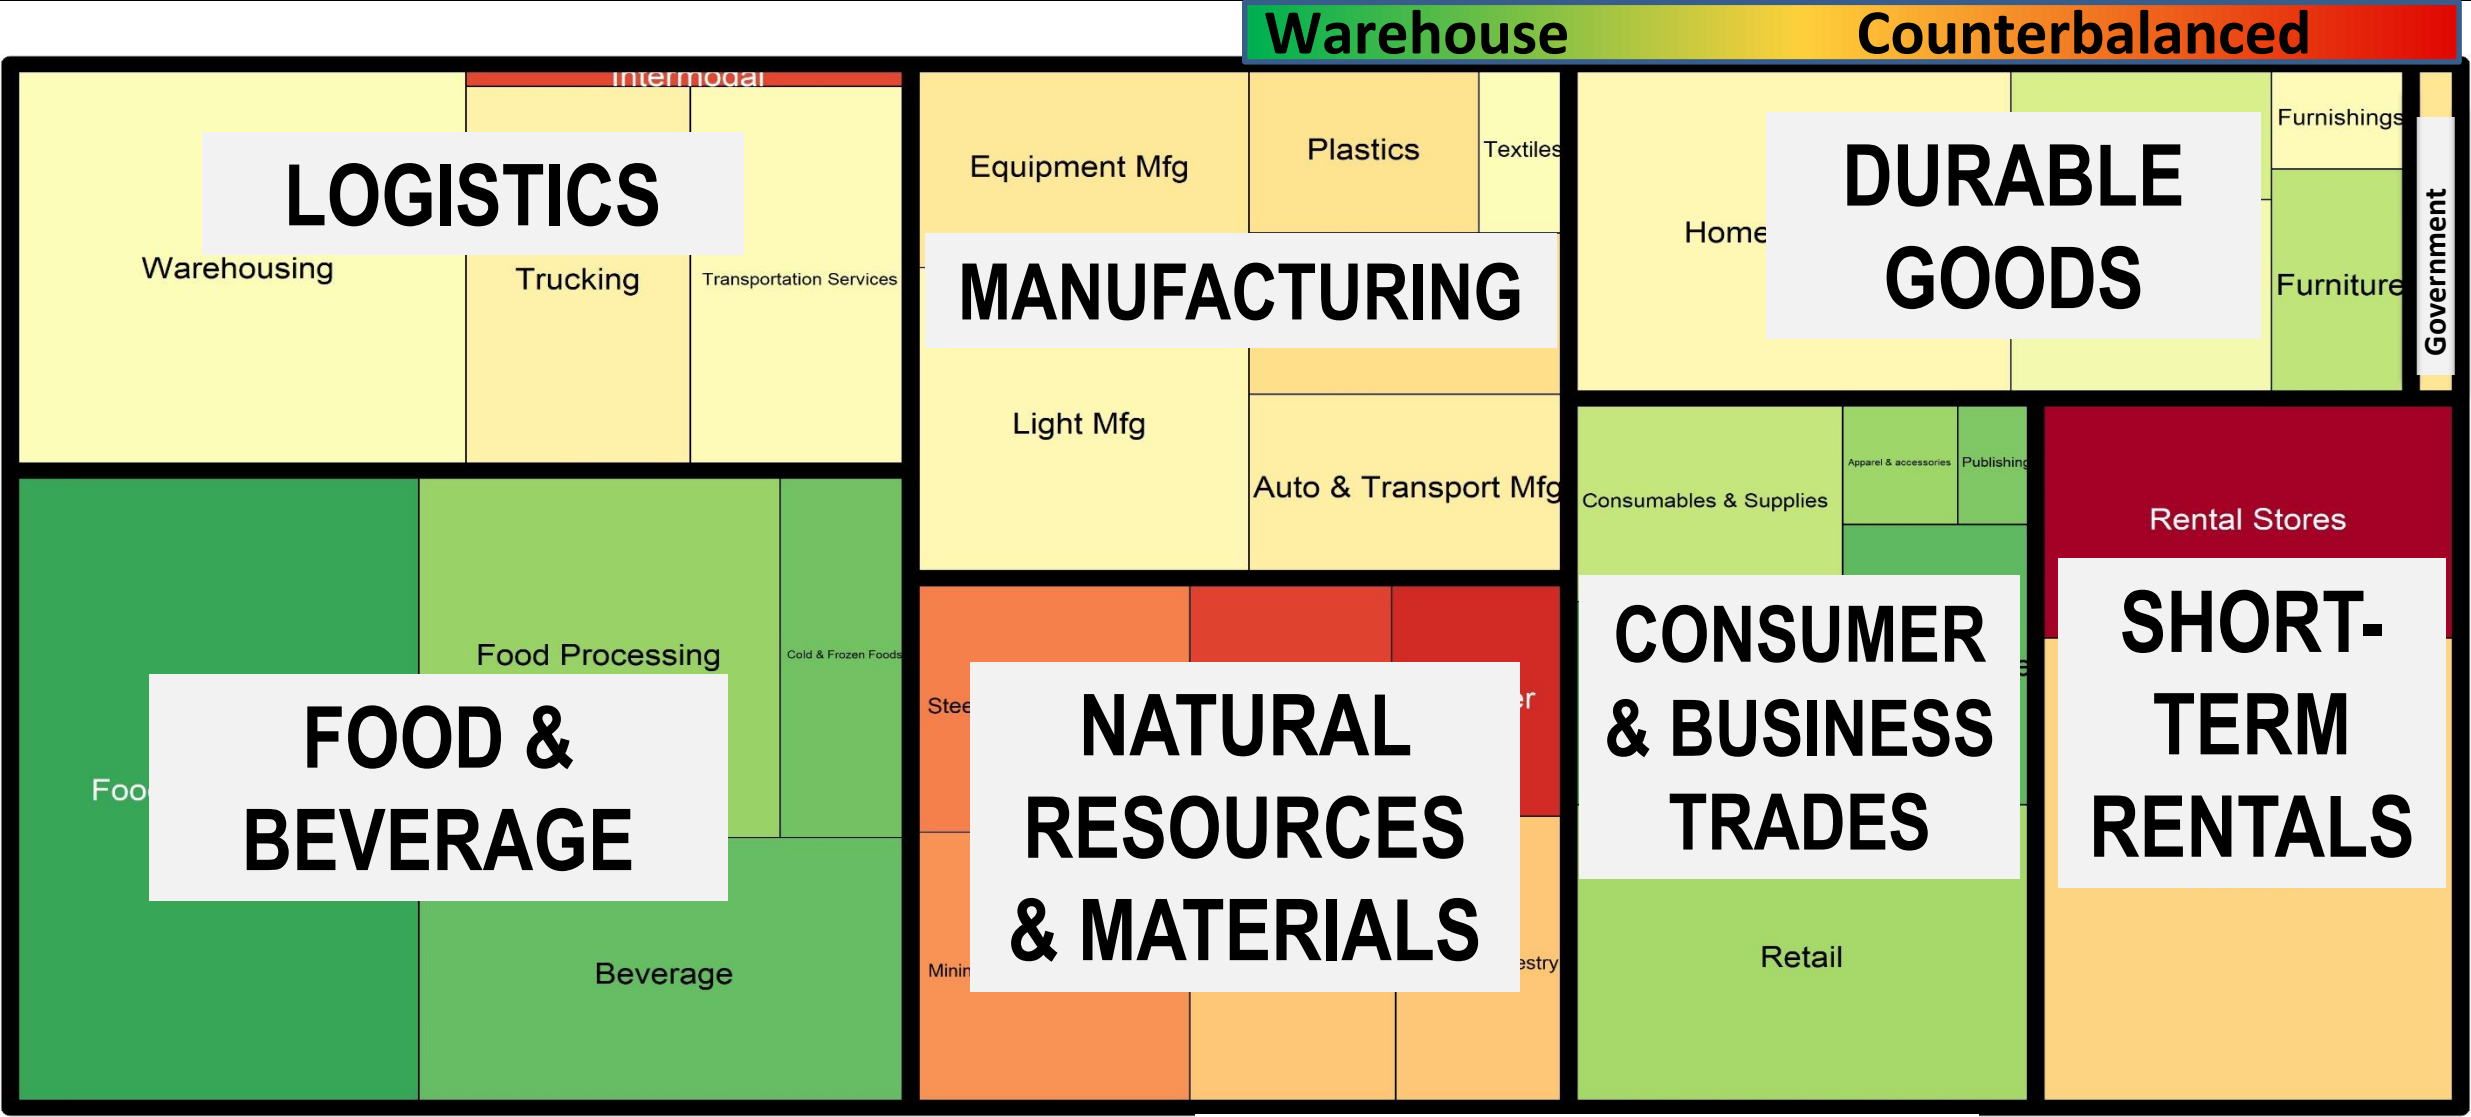 Warehouse Counterbalanced
Intermodal
LOGISTICS
Warehousing
Trucking
Transportation Services
Equipment Mfg
Plastics
Textiles
MANUFACTURING
Light Mfg
Auto & Transport Mfg
Home
DURABLE
GOODS
Furnishings
Furniture
Government
Food Processing
Cold & Frozen Foods
FOOD &
BEVERAGE
Beverage
NATURAL
RESOURCES
& MATERIALS
Consumables & Supplies
Apparel & accessories
Publishing
CONSUMER
& BUSINESS
TRADES
Retail
Rental Stores
SHORT-
TERM
RENTALS